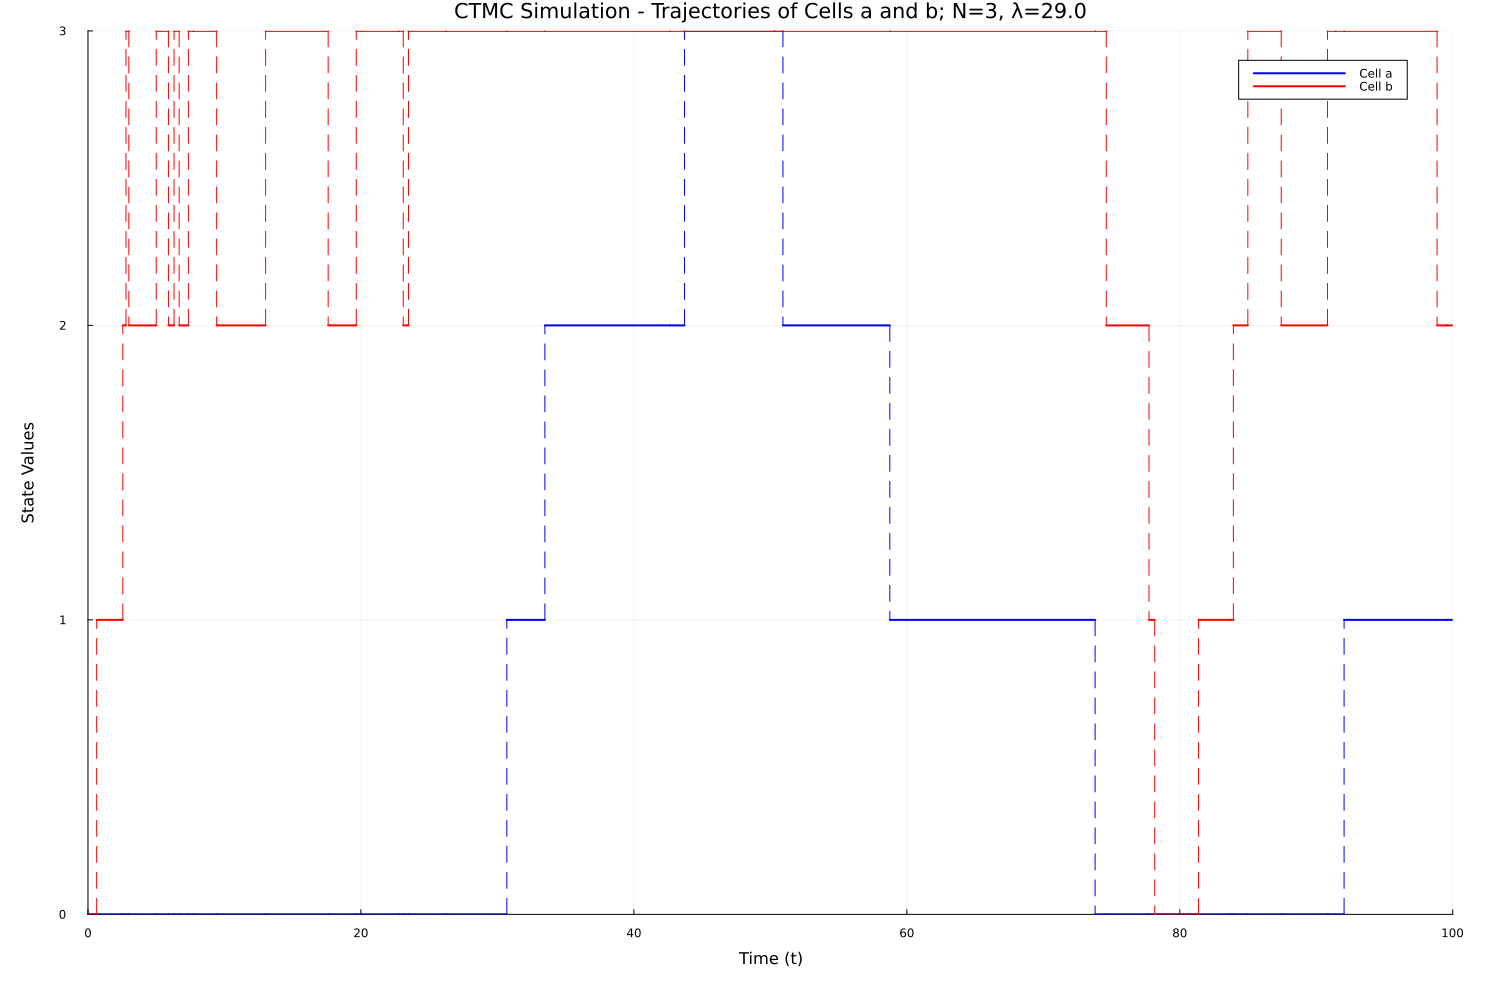 CTMC Simulation - Trajectories of Cells a and b; N=3, λ=29.0
3
Cell a
Cell b
2
State Values
1
0
0 20 40 60 80 100
Time (t)